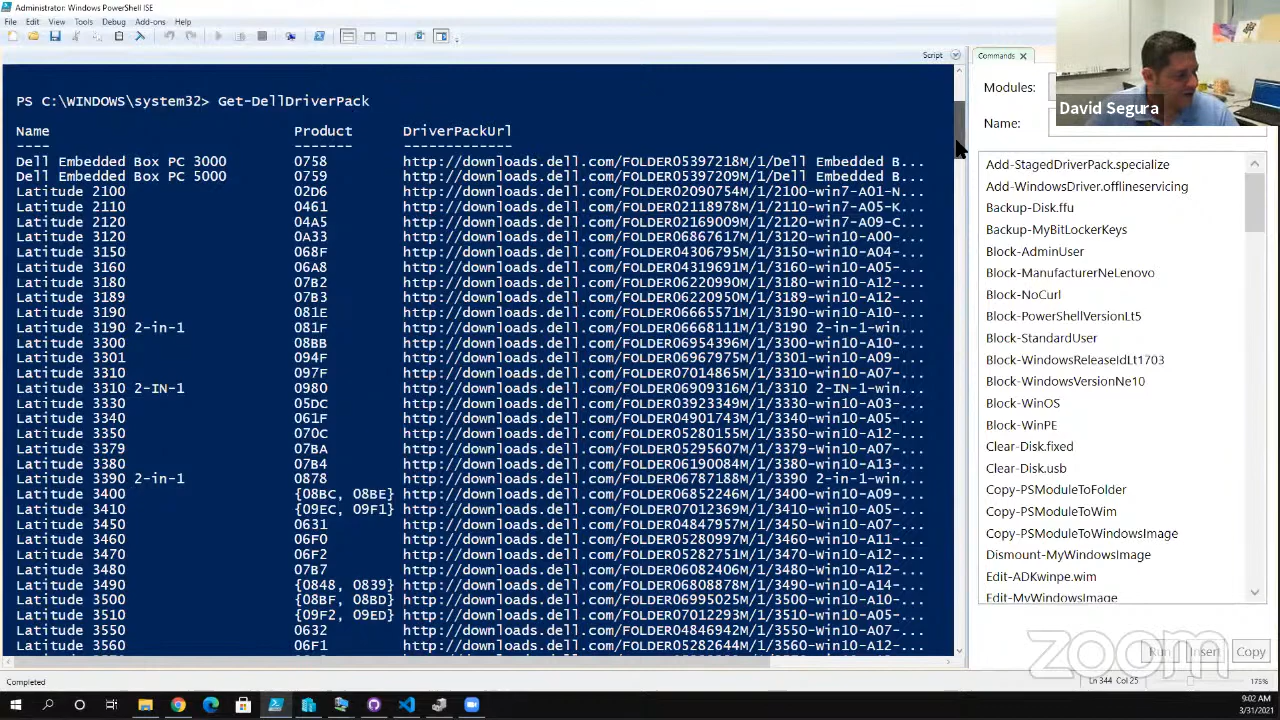 Administrator: Windows PowerShell ISE
File Edit View Tools Debug Add-ons Help
Script
Commands
Modules:
Name:
David Segura
PS C:\WINDOWS\system32> Get-DellDriverPack
Name Product DriverPackUrl
---- ------- -------------
Dell Embedded Box PC 3000 0758 http://downloads.dell.com/FOLDER05397218M/1/Dell Embedded B...
Dell Embedded Box PC 5000 0759 http://downloads.dell.com/FOLDER05397209M/1/Dell Embedded B...
Latitude 2100 02D6 http://downloads.dell.com/FOLDER02090754M/1/2100-win7-A01-N...
Latitude 2110 0461 http://downloads.dell.com/FOLDER02118978M/1/2110-win7-A05-K...
Latitude 2120 04A5 http://downloads.dell.com/FOLDER02169009M/1/2120-win7-A09-C...
Latitude 3120 0A33 http://downloads.dell.com/FOLDER06867617M/1/3120-win10-A00-...
Latitude 3150 068F http://downloads.dell.com/FOLDER04306795M/1/3150-win10-A04-...
Latitude 3160 06A8 http://downloads.dell.com/FOLDER04319691M/1/3160-win10-A05-...
Latitude 3180 07B2 http://downloads.dell.com/FOLDER06220990M/1/3180-win10-A12-...
Latitude 3189 07B3 http://downloads.dell.com/FOLDER06220950M/1/3189-win10-A12-...
Latitude 3190 081E http://downloads.dell.com/FOLDER06665571M/1/3190-win10-A10-...
Latitude 3190 2-in-1 081F http://downloads.dell.com/FOLDER06668111M/1/3190 2-in-1-win...
Latitude 3300 08BB http://downloads.dell.com/FOLDER06954396M/1/3300-win10-A10-...
Latitude 3301 094F http://downloads.dell.com/FOLDER06967975M/1/3301-win10-A09-...
Latitude 3310 097F http://downloads.dell.com/FOLDER07014865M/1/3310-win10-A07-...
Latitude 3310 2-IN-1 0980 http://downloads.dell.com/FOLDER06909316M/1/3310 2-IN-1-win...
Latitude 3330 05DC http://downloads.dell.com/FOLDER03923349M/1/3330-win10-A03-...
Latitude 3340 061F http://downloads.dell.com/FOLDER04901743M/1/3340-win10-A05-...
Latitude 3350 070C http://downloads.dell.com/FOLDER05280155M/1/3350-win10-A12-...
Latitude 3379 07BA http://downloads.dell.com/FOLDER05295607M/1/3379-win10-A07-...
Latitude 3380 07B4 http://downloads.dell.com/FOLDER06190084M/1/3380-win10-A13-...
Latitude 3390 2-in-1 0878 http://downloads.dell.com/FOLDER06787188M/1/3390 2-in-1-win...
Latitude 3400 {08BC, 08BE} http://downloads.dell.com/FOLDER06852246M/1/3400-win10-A09-...
Latitude 3410 {09EC, 09F1} http://downloads.dell.com/FOLDER07012369M/1/3410-win10-A05-...
Latitude 3450 0631 http://downloads.dell.com/FOLDER04847957M/1/3450-win10-A07-...
Latitude 3460 06F0 http://downloads.dell.com/FOLDER05280997M/1/3460-win10-A11-...
Latitude 3470 06F2 http://downloads.dell.com/FOLDER05282751M/1/3470-win10-A12-...
Latitude 3480 07B7 http://downloads.dell.com/FOLDER06082406M/1/3480-win10-A12-...
Latitude 3490 {0848, 0839} http://downloads.dell.com/FOLDER06808878M/1/3490-win10-A14-...
Latitude 3500 {08BF, 08BD} http://downloads.dell.com/FOLDER06995025M/1/3500-win10-A10-...
Latitude 3510 {09F2, 09ED} http://downloads.dell.com/FOLDER07012293M/1/3510-win10-A05-...
Latitude 3550 0632 http://downloads.dell.com/FOLDER04846942M/1/3550-win10-A07-...
Latitude 3560 06F1 http://downloads.dell.com/FOLDER05282644M/1/3560-win10-A12-...
Add-StagedDriverPack.specialize
Add-WindowsDriver.offlineservicing
Backup-Disk.ffu
Backup-MyBitLockerKeys
Block-AdminUser
Block-ManufacturerNeLenovo
Block-NoCurl
Block-PowerShellVersionLt5
Block-StandardUser
Block-WindowsReleaseIdLt1703
Block-WindowsVersionNe10
Block-WinOS
Block-WinPE
Clear-Disk.fixed
Clear-Disk.usb
Copy-PSModuleToFolder
Copy-PSModuleToWim
Copy-PSModuleToWindowsImage
Dismount-MyWindowsImage
Edit-ADKwinpe.wim
Edit-MyWindowsImage
Run Insert Copy
zoom
Completed
Ln 344 Col 25
175%
9:02 AM
3/31/2021